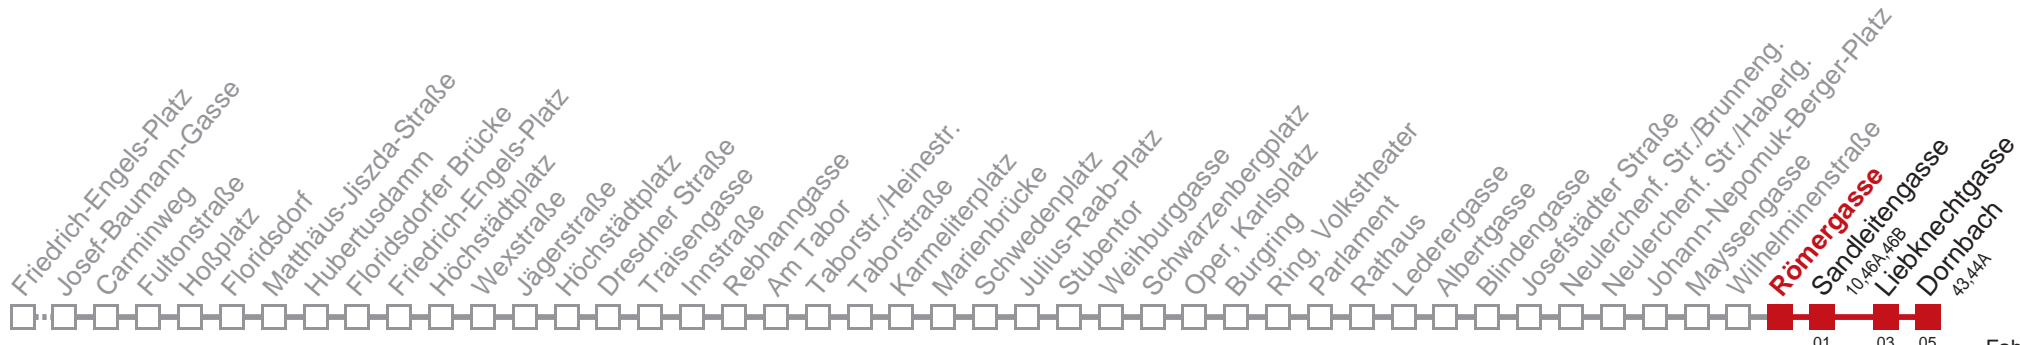 Friedrich-Engels-Platz
Josef-Baumann-Gasse
Carminweg
Fultonstraße
Hoßplatz
Floridsdorf
Matthäus-Jiszda-Straße
Hubertusdamm
Floridsdorfer Brücke
Friedrich-Engels-Platz
Höchstädtplatz
Wexstraße
Jägerstraße
Höchstädtplatz
Dresdner Straße
Traisengasse
Innstraße
Rebhanngasse
Am Tabor
Taborstr./Heinestr.
Taborstraße
Karmeliterplatz
Marienbrücke
Schwedenplatz
Julius-Raab-Platz
Stubentor
Weihburggasse
Schwarzenbergplatz
Oper, Karlsplatz
Burgring
Ring, Volkstheater
Parlament
Rathaus
Lederergasse
Albertgasse
Blindengasse
Josefstädter Straße
Neulerchenf. Str./Brunneng.
Neulerchenf. Str./Haberlg.
Johann-Nepomuk-Berger-Platz
Mayssengasse
Wilhelminenstraße
Römergasse
Sandleitengasse
10,46A,46B
Liebknechtgasse
Dornbach
43,44A
01
03
05